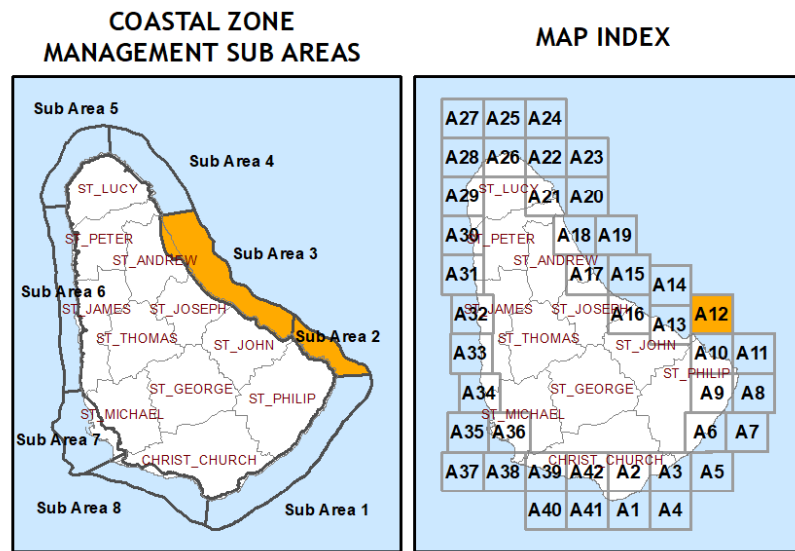 COASTAL ZONE
MANAGEMENT SUB AREAS
Sub Area 5
Sub Area 4
ST_LUCY
Sub Area 3
ST_PETER
ST_ANDREW
Sub Area 6
ST_JAMES
ST_JOSEPH
Sub Area 2
ST_THOMAS
ST_JOHN
ST_GEORGE
ST_PHILIP
ST_MICHAEL
Sub Area 7
CHRIST_CHURCH
Sub Area 8
Sub Area 1
MAP INDEX
A27 A25 A24
A28 A26 A22 A23
ST_LUCY
A29 A21 A20
A30 A18 A19
ST_PETER
ST_ANDREW
A31 A17 A15
A14
ST_JAMES ST_JOSEPH
A32 A16 A13 A12
ST_THOMAS
ST_JOHN
A33 A10 A11
ST_PHILIP
ST_GEORGE
A34 A9 A8
ST_MICHAEL
A35 A36 A6 A7
CHRIST_CHURCH
A37 A38 A39 A42 A2 A3 A5
A40 A41 A1 A4